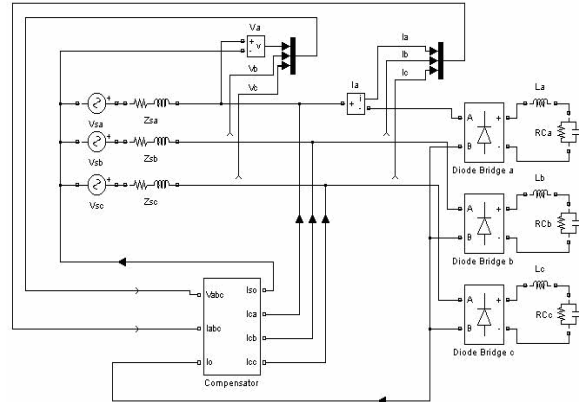 Va
+
v
-
Vb
Vc
Ia
Ib
Ic
Ia
+
i
-
Vsa
+
Zsa
Vsb
+
Zsb
Vsc
+
Zsc
A
+
B
-
Diode Bridge a
La
RCa
A
+
B
-
Diode Bridge b
Lb
RCb
A
+
B
-
Diode Bridge c
Lc
RCc
Vabc
Iabc
Io
Iso
Ica
Icb
Icc
Compensator